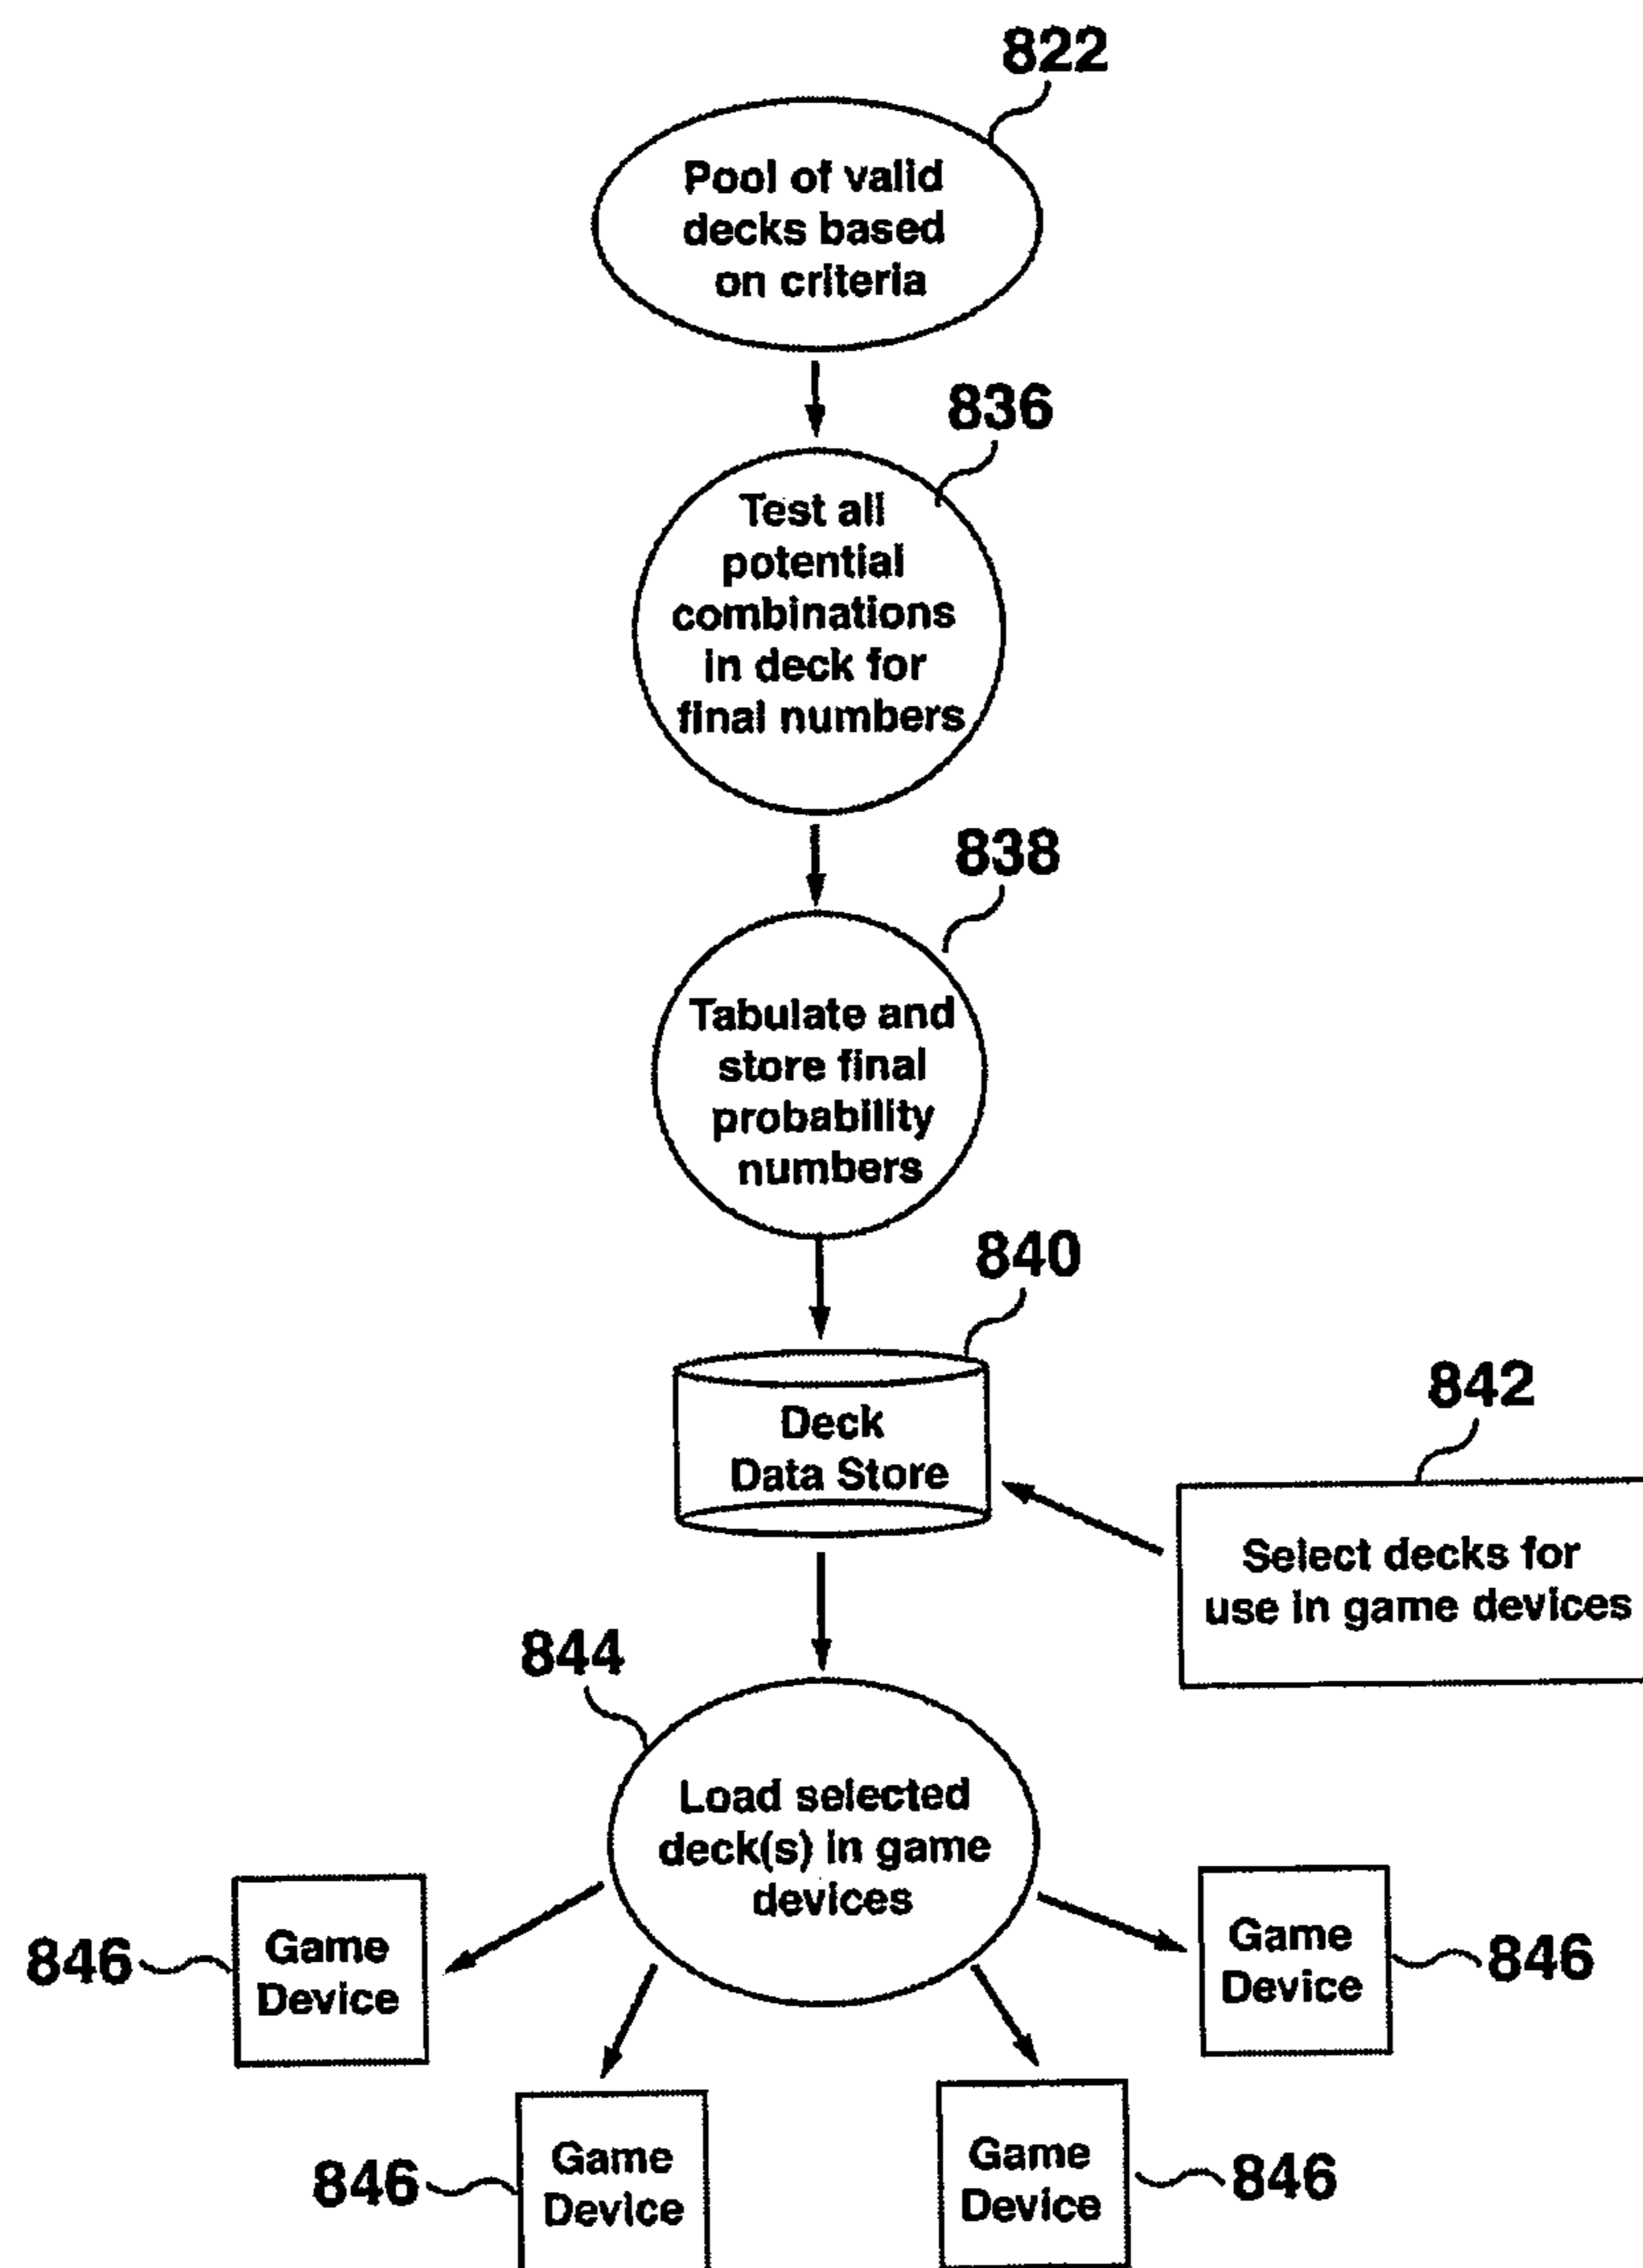 822
Pool of valid
decks based
on criteria
836
Test all
potential
combinations
in deck for
final numbers
838
Tabulate and
store final
probability
numbers
840
Deck
Data Store
842
Select decks for
use in game devices
844
Load selected
deck(s) in game
devices
846
Game
Device
Game
Device
846
846
Game
Device
Game
Device
846